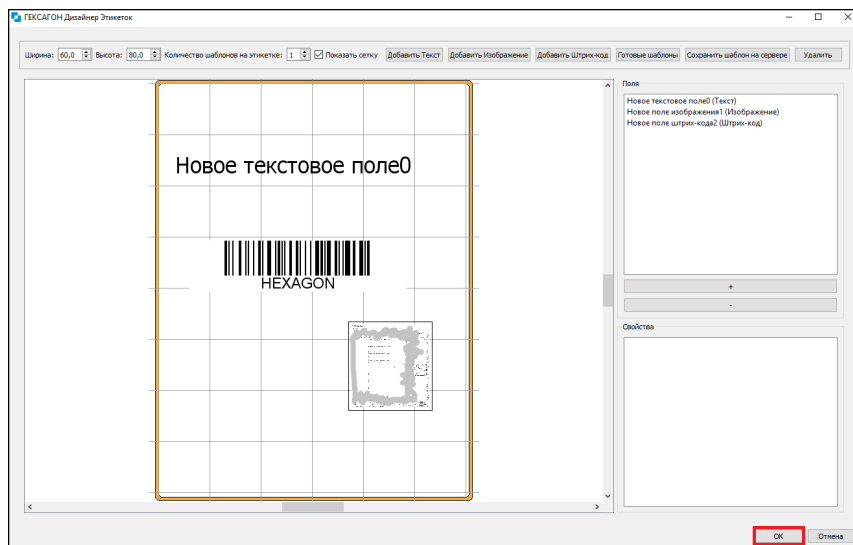 ГЕКСАГОН Дизайнер Этикеток
Ширина: 60,0 Высота: 80,0 Количество шаблонов на этикетке: 1 Показать сетку Добавить Текст Добавить Изображение Добавить Штрих-код Готовые шаблоны Сохранить шаблон на сервере Удалить
Поля
Новое текстовое поле0 (Текст)
Новое поле изображения1 (Изображение)
Новое поле штрих-кода2 (Штрих-код)
Новое текстовое поле0
HEXAGON
+
-
Свойства
OK Отмена